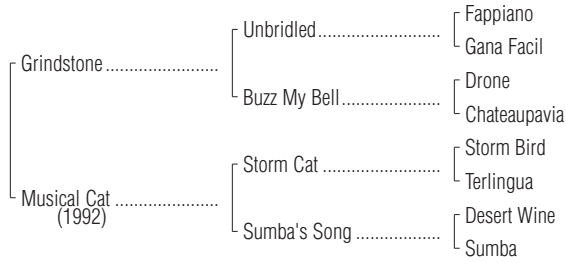 Fappiano
Unbridled
Gana Facil
Grindstone
Drone
Buzz My Bell
Chateaupavia
Storm Bird
Storm Cat
Terlingua
Musical Cat
(1992)
Desert Wine
Sumba's Song
Sumba